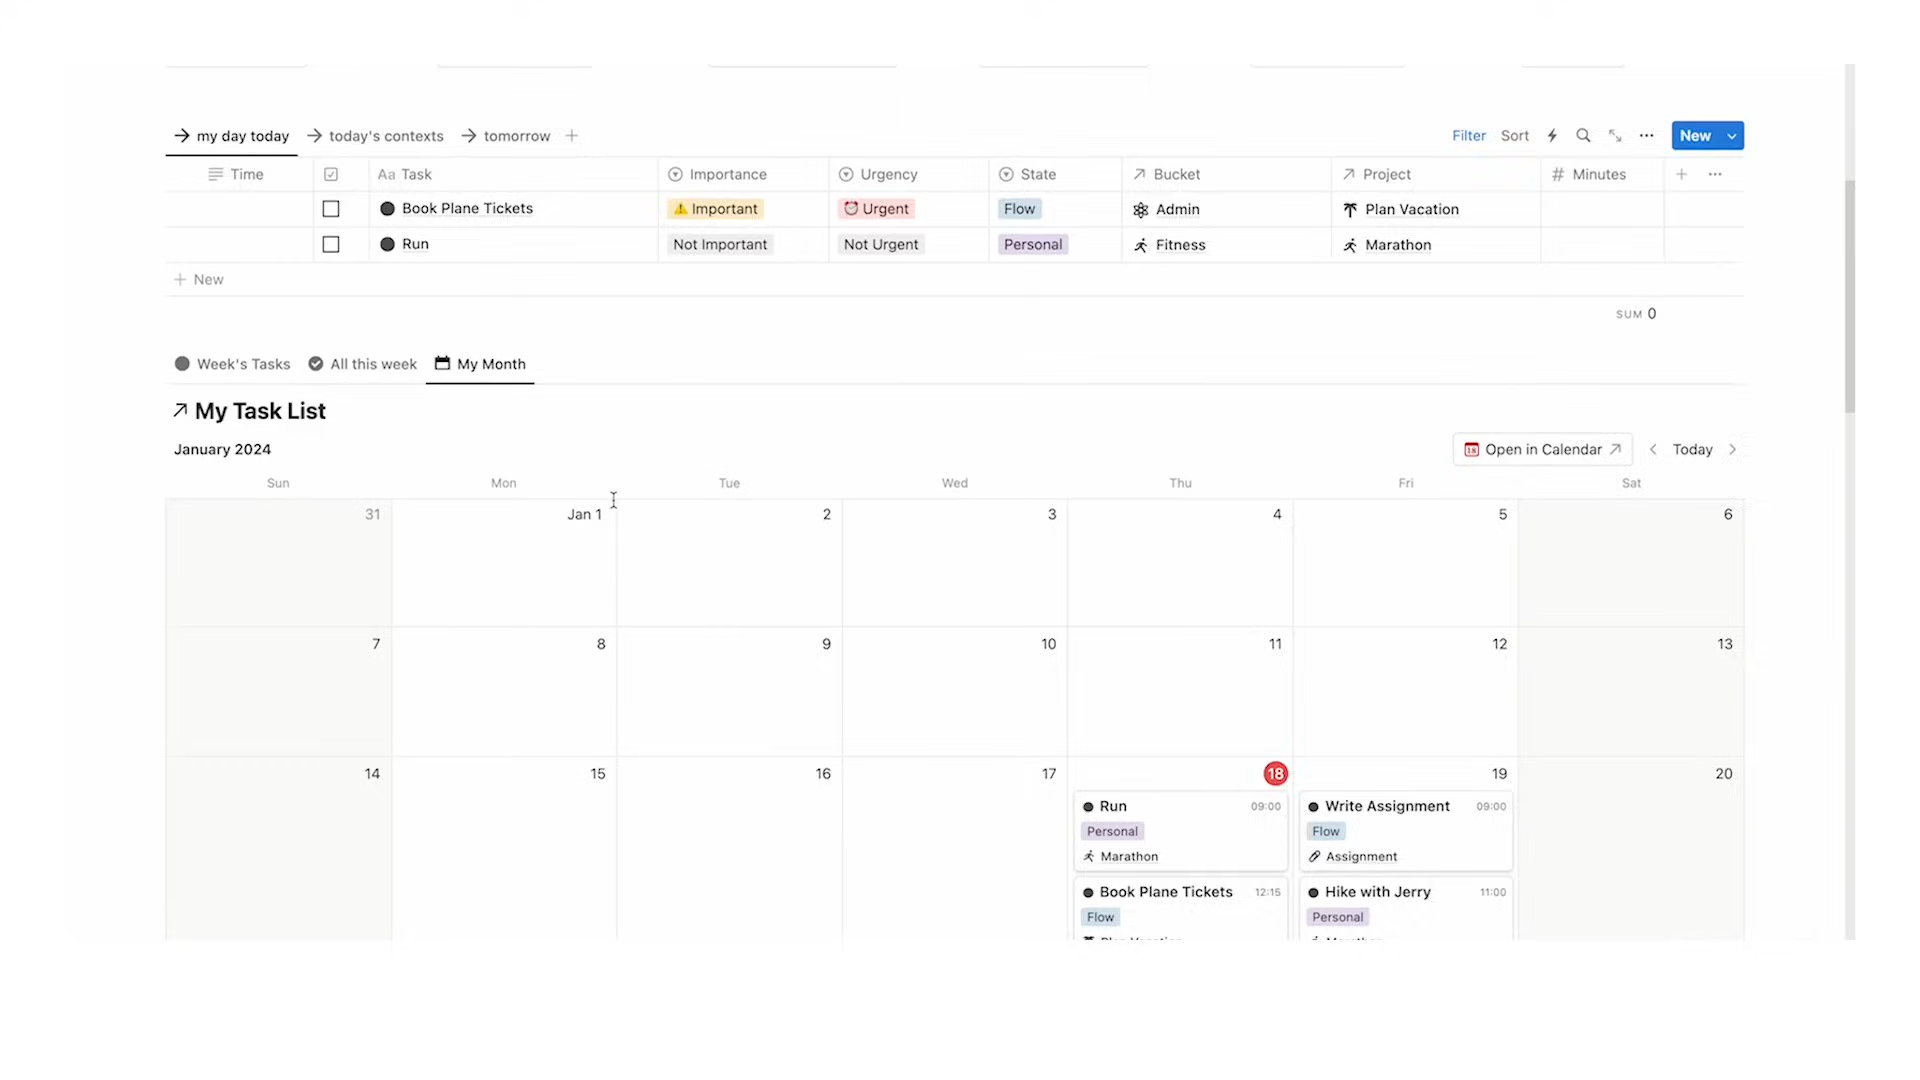 my day today today's contexts tomorrow Filter Sort New
Time Aa Task Importance Urgency State Bucket Project # Minutes
Book Plane Tickets ⚠️ Important ⏰ Urgent Flow Admin Plan Vacation
Run Not Important Not Urgent Personal Fitness Marathon
+ New
SUM 0
Week's Tasks All this week My Month
My Task List
January 2024 Open in Calendar Today
Sun Mon Tue Wed Thu Fri Sat
31 Jan 1 2 3 4 5 6
7 8 9 10 11 12 13
14 15 16 17 18 19 20
Run 09:00 Write Assignment 09:00
Personal Flow
Marathon Assignment
Book Plane Tickets 12:15 Hike with Jerry 11:00
Flow Personal